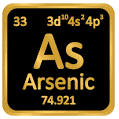 33 3d¹⁰4s²4p³
As
Arsenic
74.921